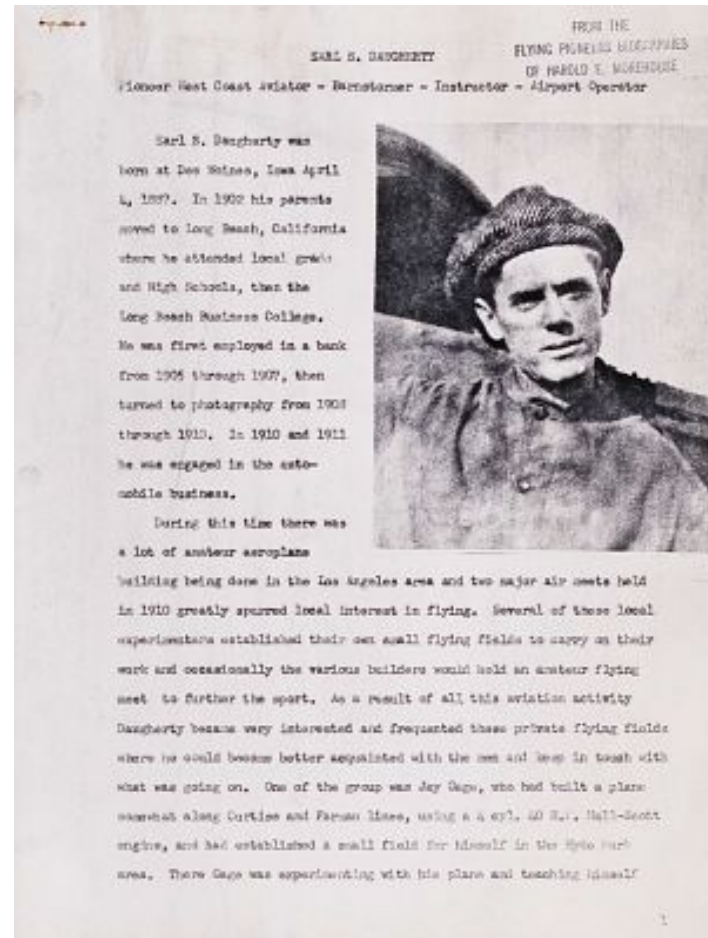 FROM THE
FLYING PIONEERS BIOGRAPHIES
OF HAROLD E. MOREHOUSE
EARL S. DAUGHERTY
Pioneer West Coast Aviator - Barnstormer - Instructor - Airport Operator
Earl S. Daugherty was
born at Des Moines, Iowa April
4, 1887. In 1902 his parents
moved to Long Beach, California
where he attended local grade
and High Schools, then the
Long Beach Business College.
He was first employed in a bank
from 1905 through 1907, then
turned to photography from 1908
through 1910. In 1910 and 1911
he was engaged in the auto-
mobile business.
During this time there was
a lot of amateur aeroplane
building being done in the Los Angeles area and two major air meets held
in 1910 greatly spurred local interest in flying. Several of these local
experimenters established their own small flying fields to carry on their
work and occasionally the various builders would hold an amateur flying
meet to further the sport. As a result of all this aviation activity
Daugherty became very interested and frequented these private flying fields
where he could become better acquainted with the men and keep in touch with
what was going on. One of the group was Jay Gage, who had built a plane
somewhat along Curtiss and Farman lines, using a 4 cyl. 40 H.P. Hall-Scott
engine, and had established a small field for himself in the Hyde Park
area. There Gage was experimenting with his plane and teaching himself
1